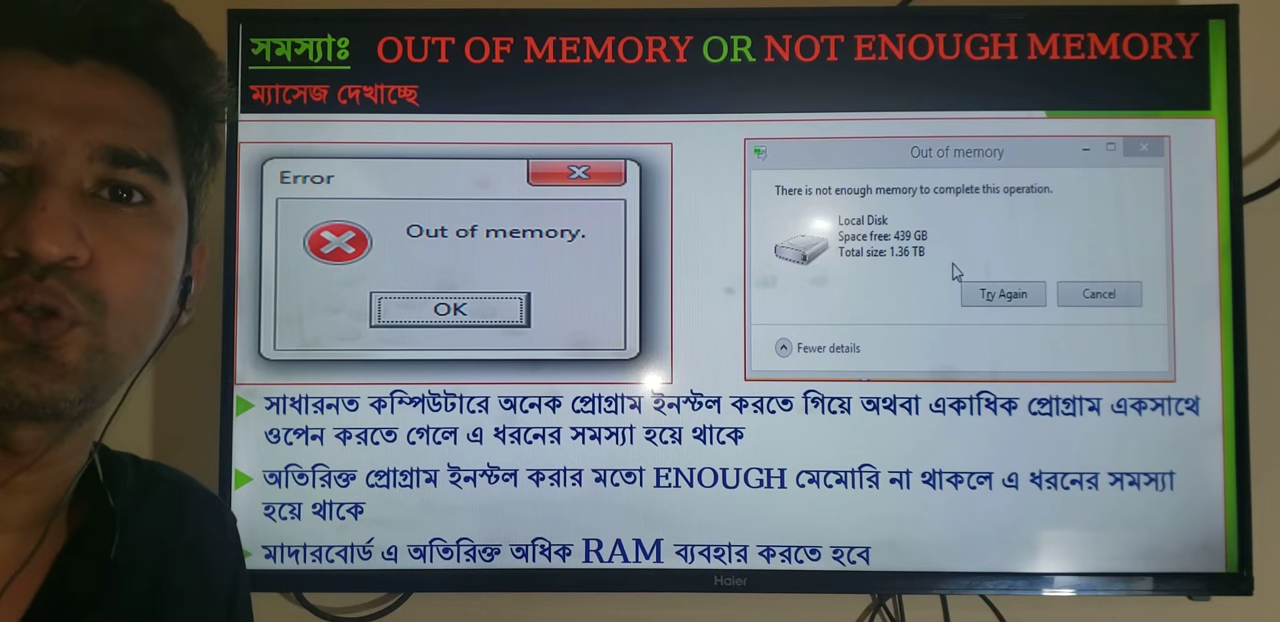 সমস্যাঃ OUT OF MEMORY OR NOT ENOUGH MEMORY
ম্যাসেজ দেখাচ্ছে
Error
Out of memory.
OK
Out of memory
There is not enough memory to complete this operation.
Local Disk
Space free: 439 GB
Total size: 1.36 TB
Try Again
Cancel
Fewer details
সাধারনত কম্পিউটারে অনেক প্রোগ্রাম ইনস্টল করতে গিয়ে অথবা একাধিক প্রোগ্রাম একসাথে
ওপেন করতে গেলে এ ধরনের সমস্যা হয়ে থাকে
অতিরিক্ত প্রোগ্রাম ইনস্টল করার মতো ENOUGH মেমোরি না থাকলে এ ধরনের সমস্যা
হয়ে থাকে
মাদারবোর্ড এ অতিরিক্ত অধিক RAM ব্যবহার করতে হবে
Haier